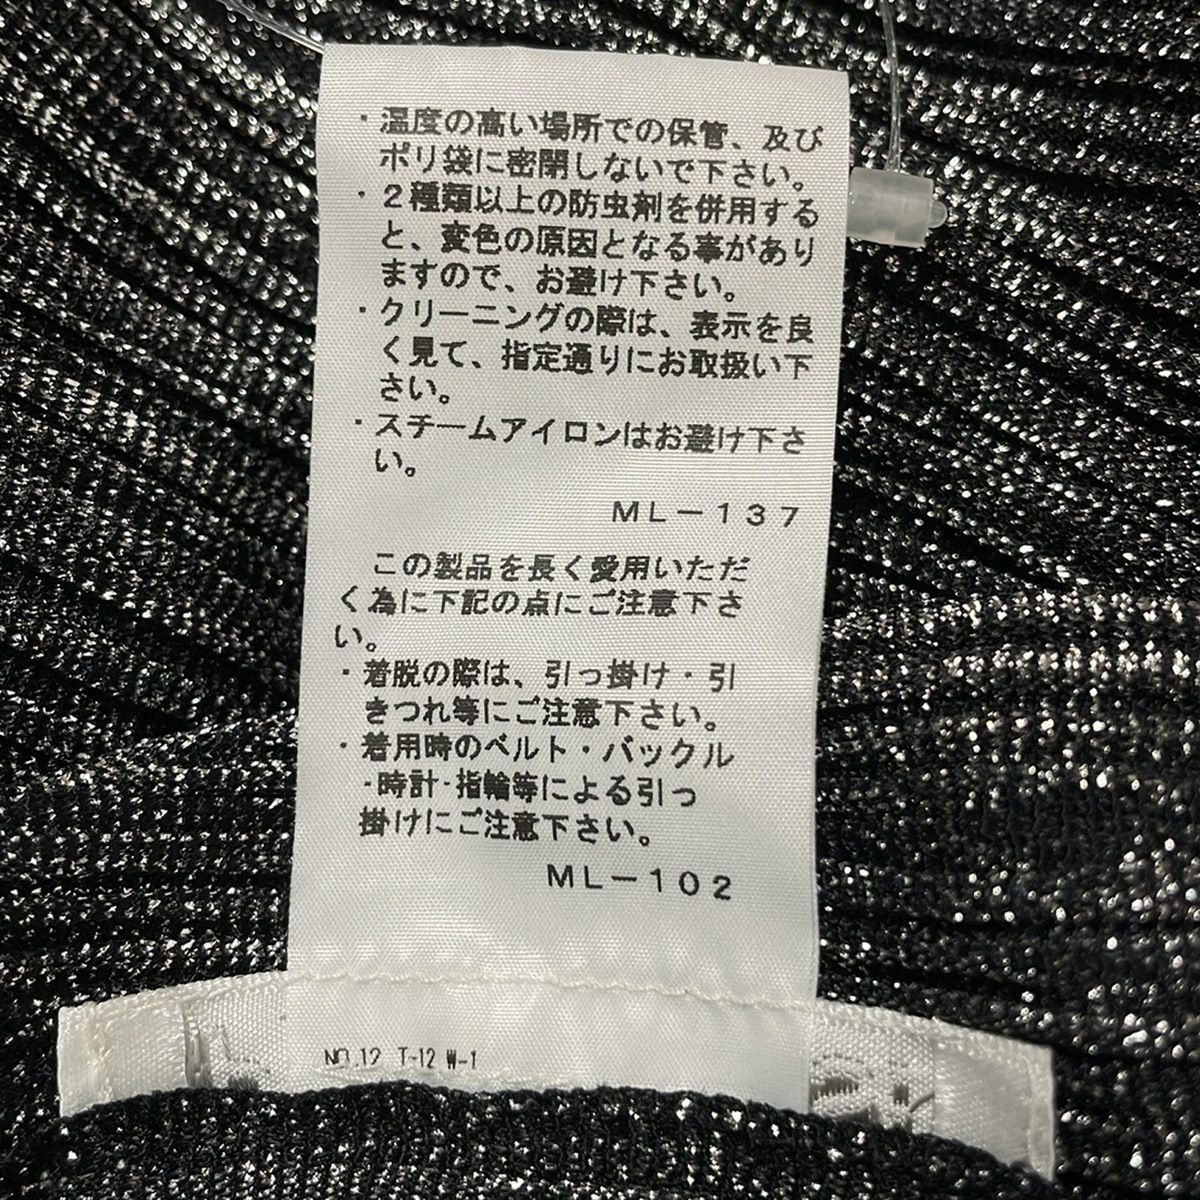 ・温度の高い場所での保管、及び
ポリ袋に密閉しないで下さい。
・２種類以上の防虫剤を併用する
と、変色の原因となる事があり
ますので、お避け下さい。
・クリーニングの際は、表示を良
く見て、指定通りにお取扱い下
さい。
・スチームアイロンはお避け下さ
い。
ＭＬ－１３７
この製品を長く愛用いただ
く為に下記の点にご注意下さ
い。
・着脱の際は、引っ掛け・引
きつれ等にご注意下さい。
・着用時のベルト・バックル
・時計・指輪等による引っ
掛けにご注意下さい。
ＭＬ－１０２
NO.12 T-12 W-1